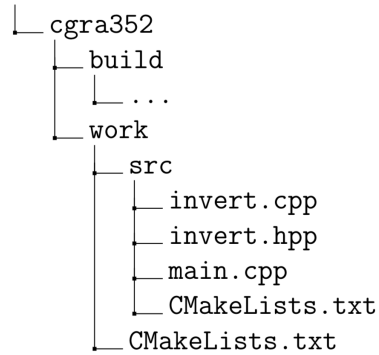 cgra352
build
...
work
src
invert.cpp
invert.hpp
main.cpp
CMakeLists.txt
CMakeLists.txt